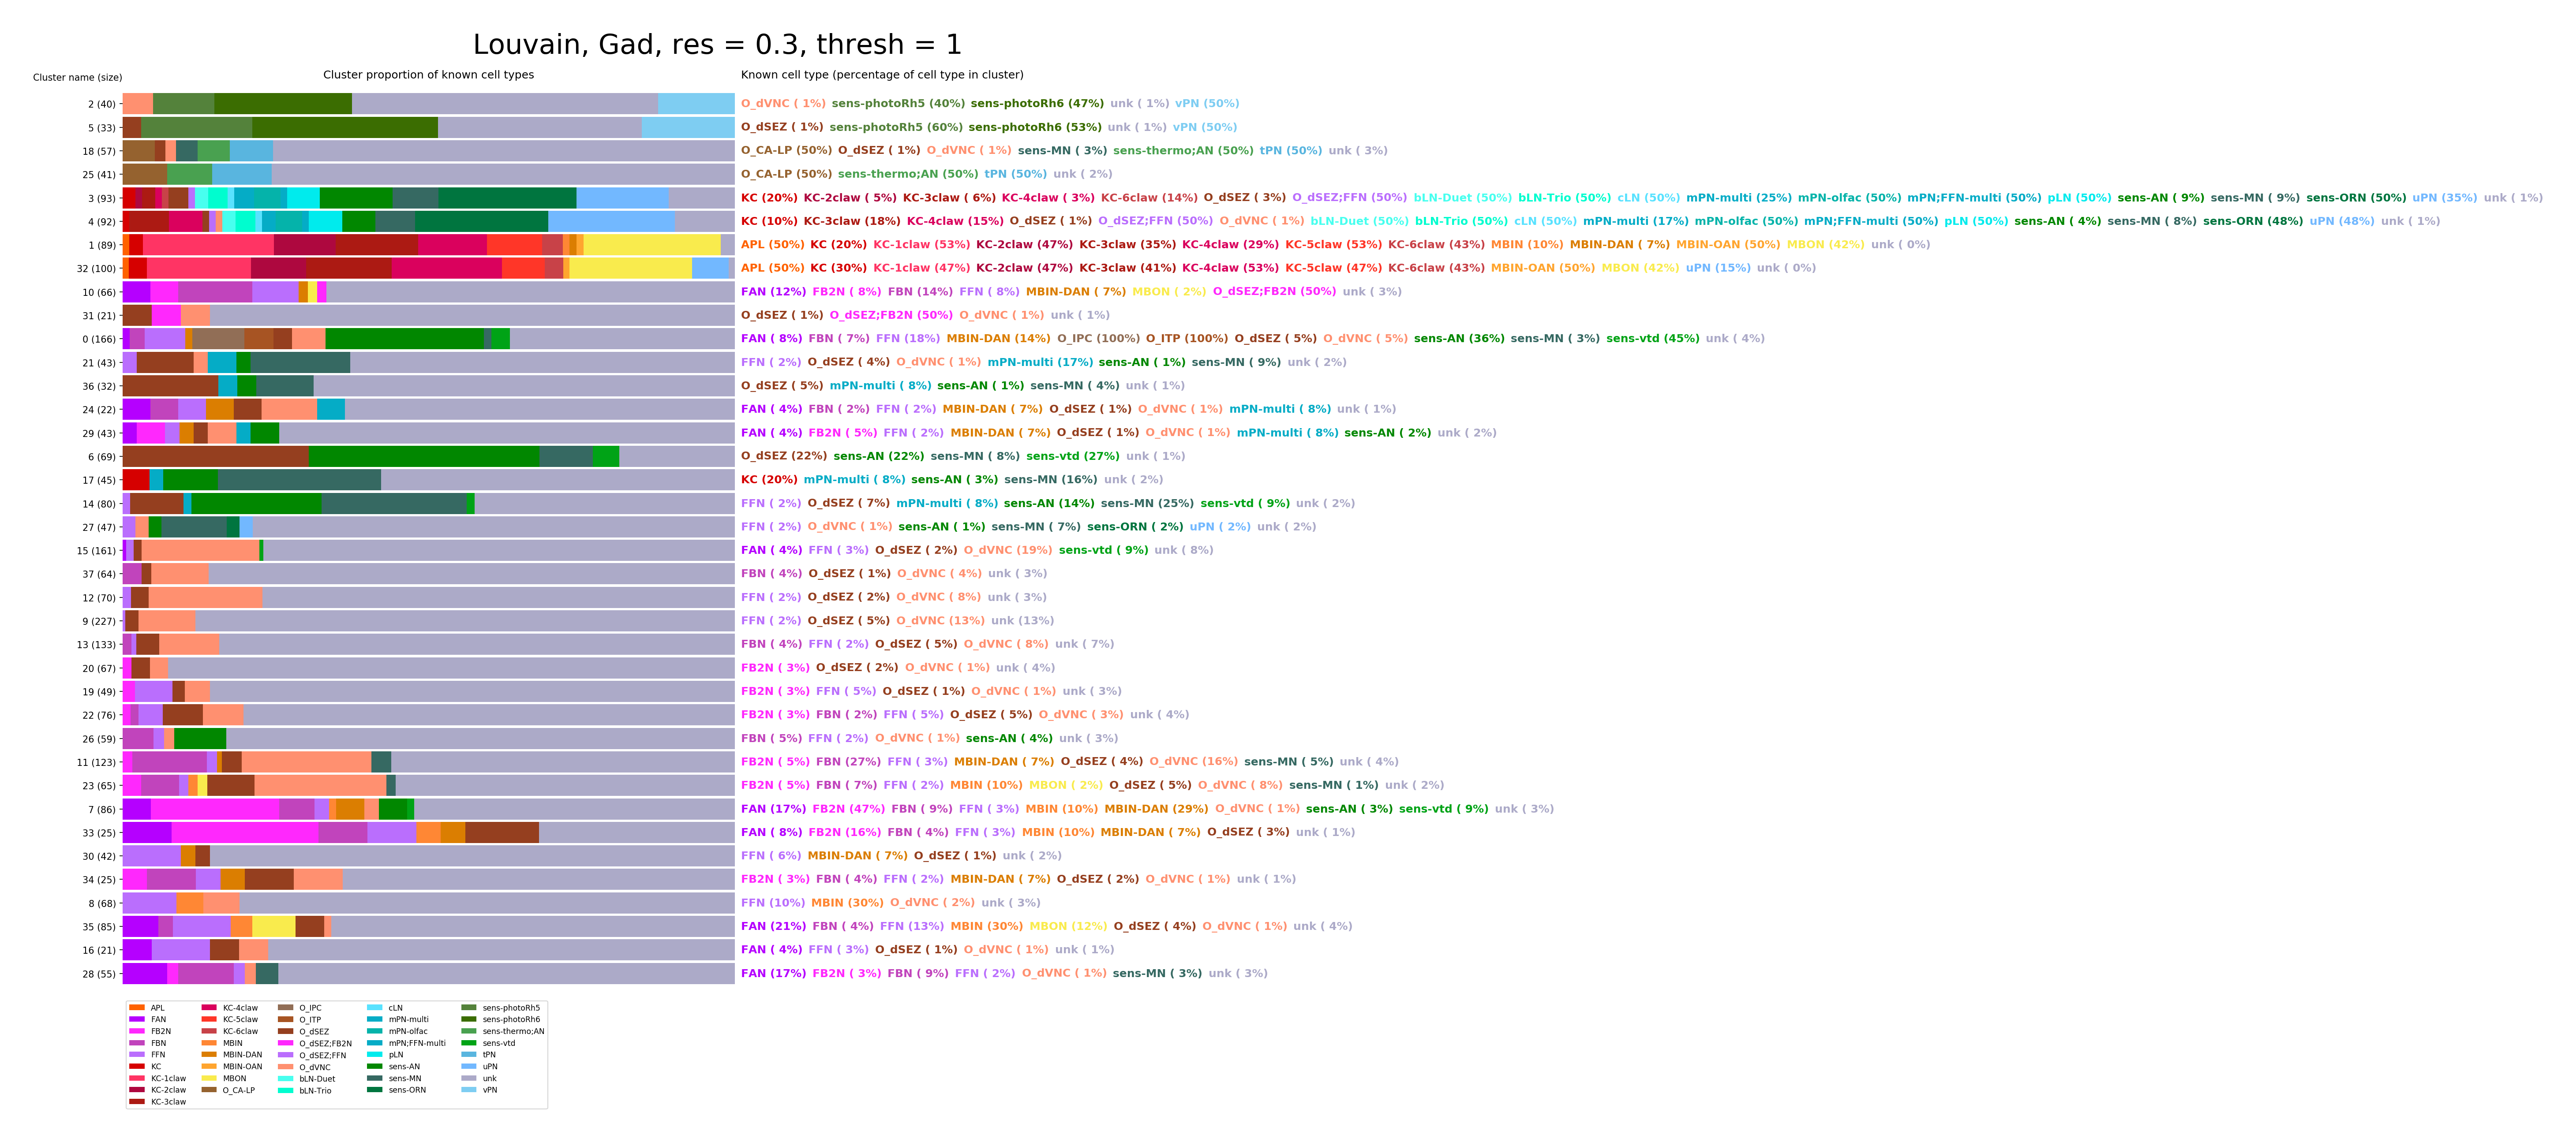 Louvain, Gad, res = 0.3, thresh = 1
Cluster name (size) Cluster proportion of known cell types Known cell type (percentage of cell type in cluster)
2 (40) O_dVNC ( 1%) sens-photoRh5 (40%) sens-photoRh6 (47%) unk ( 1%) vPN (50%)
5 (33) O_dSEZ ( 1%) sens-photoRh5 (60%) sens-photoRh6 (53%) unk ( 1%) vPN (50%)
18 (57) O_CA-LP (50%) O_dSEZ ( 1%) O_dVNC ( 1%) sens-MN ( 3%) sens-thermo;AN (50%) tPN (50%) unk ( 3%)
25 (41) O_CA-LP (50%) sens-thermo;AN (50%) tPN (50%) unk ( 2%)
3 (93) KC (20%) KC-2claw ( 5%) KC-3claw ( 6%) KC-4claw ( 3%) KC-6claw (14%) O_dSEZ ( 3%) O_dSEZ;FFN (50%) bLN-Duet (50%) bLN-Trio (50%) cLN (50%) mPN-multi (25%) mPN-olfac (50%) mPN;FFN-multi (50%) pLN (50%) sens-AN ( 9%) sens-MN ( 9%) sens-ORN (50%) uPN (35%) unk ( 1%)
4 (92) KC (10%) KC-3claw (18%) KC-4claw (15%) O_dSEZ ( 1%) O_dSEZ;FFN (50%) O_dVNC ( 1%) bLN-Duet (50%) bLN-Trio (50%) cLN (50%) mPN-multi (17%) mPN-olfac (50%) mPN;FFN-multi (50%) pLN (50%) sens-AN ( 4%) sens-MN ( 8%) sens-ORN (48%) uPN (48%) unk ( 1%)
1 (89) APL (50%) KC (20%) KC-1claw (53%) KC-2claw (47%) KC-3claw (35%) KC-4claw (29%) KC-5claw (53%) KC-6claw (43%) MBIN (10%) MBIN-DAN ( 7%) MBIN-OAN (50%) MBON (42%) unk ( 0%)
32 (100) APL (50%) KC (30%) KC-1claw (47%) KC-2claw (47%) KC-3claw (41%) KC-4claw (53%) KC-5claw (47%) KC-6claw (43%) MBIN-OAN (50%) MBON (42%) uPN (15%) unk ( 0%)
10 (66) FAN (12%) FB2N ( 8%) FBN (14%) FFN ( 8%) MBIN-DAN ( 7%) MBON ( 2%) O_dSEZ;FB2N (50%) unk ( 3%)
31 (21) O_dSEZ ( 1%) O_dSEZ;FB2N (50%) O_dVNC ( 1%) unk ( 1%)
0 (166) FAN ( 8%) FBN ( 7%) FFN (18%) MBIN-DAN (14%) O_IPC (100%) O_ITP (100%) O_dSEZ ( 5%) O_dVNC ( 5%) sens-AN (36%) sens-MN ( 3%) sens-vtd (45%) unk ( 4%)
21 (43) FFN ( 2%) O_dSEZ ( 4%) O_dVNC ( 1%) mPN-multi (17%) sens-AN ( 1%) sens-MN ( 9%) unk ( 2%)
36 (32) O_dSEZ ( 5%) mPN-multi ( 8%) sens-AN ( 1%) sens-MN ( 4%) unk ( 1%)
24 (22) FAN ( 4%) FBN ( 2%) FFN ( 2%) MBIN-DAN ( 7%) O_dSEZ ( 1%) O_dVNC ( 1%) mPN-multi ( 8%) unk ( 1%)
29 (43) FAN ( 4%) FB2N ( 5%) FFN ( 2%) MBIN-DAN ( 7%) O_dSEZ ( 1%) O_dVNC ( 1%) mPN-multi ( 8%) sens-AN ( 2%) unk ( 2%)
6 (69) O_dSEZ (22%) sens-AN (22%) sens-MN ( 8%) sens-vtd (27%) unk ( 1%)
17 (45) KC (20%) mPN-multi ( 8%) sens-AN ( 3%) sens-MN (16%) unk ( 2%)
14 (80) FFN ( 2%) O_dSEZ ( 7%) mPN-multi ( 8%) sens-AN (14%) sens-MN (25%) sens-vtd ( 9%) unk ( 2%)
27 (47) FFN ( 2%) O_dVNC ( 1%) sens-AN ( 1%) sens-MN ( 7%) sens-ORN ( 2%) uPN ( 2%) unk ( 2%)
15 (161) FAN ( 4%) FFN ( 3%) O_dSEZ ( 2%) O_dVNC (19%) sens-vtd ( 9%) unk ( 8%)
37 (64) FBN ( 4%) O_dSEZ ( 1%) O_dVNC ( 4%) unk ( 3%)
12 (70) FFN ( 2%) O_dSEZ ( 2%) O_dVNC ( 8%) unk ( 3%)
9 (227) FFN ( 2%) O_dSEZ ( 5%) O_dVNC (13%) unk (13%)
13 (133) FBN ( 4%) FFN ( 2%) O_dSEZ ( 5%) O_dVNC ( 8%) unk ( 7%)
20 (67) FB2N ( 3%) O_dSEZ ( 2%) O_dVNC ( 1%) unk ( 4%)
19 (49) FB2N ( 3%) FFN ( 5%) O_dSEZ ( 1%) O_dVNC ( 1%) unk ( 3%)
22 (76) FB2N ( 3%) FBN ( 2%) FFN ( 5%) O_dSEZ ( 5%) O_dVNC ( 3%) unk ( 4%)
26 (59) FBN ( 5%) FFN ( 2%) O_dVNC ( 1%) sens-AN ( 4%) unk ( 3%)
11 (123) FB2N ( 5%) FBN (27%) FFN ( 3%) MBIN-DAN ( 7%) O_dSEZ ( 4%) O_dVNC (16%) sens-MN ( 5%) unk ( 4%)
23 (65) FB2N ( 5%) FBN ( 7%) FFN ( 2%) MBIN (10%) MBON ( 2%) O_dSEZ ( 5%) O_dVNC ( 8%) sens-MN ( 1%) unk ( 2%)
7 (86) FAN (17%) FB2N (47%) FBN ( 9%) FFN ( 3%) MBIN (10%) MBIN-DAN (29%) O_dVNC ( 1%) sens-AN ( 3%) sens-vtd ( 9%) unk ( 3%)
33 (25) FAN ( 8%) FB2N (16%) FBN ( 4%) FFN ( 3%) MBIN (10%) MBIN-DAN ( 7%) O_dSEZ ( 3%) unk ( 1%)
30 (42) FFN ( 6%) MBIN-DAN ( 7%) O_dSEZ ( 1%) unk ( 2%)
34 (25) FB2N ( 3%) FBN ( 4%) FFN ( 2%) MBIN-DAN ( 7%) O_dSEZ ( 2%) O_dVNC ( 1%) unk ( 1%)
8 (68) FFN (10%) MBIN (30%) O_dVNC ( 2%) unk ( 3%)
35 (85) FAN (21%) FBN ( 4%) FFN (13%) MBIN (30%) MBON (12%) O_dSEZ ( 4%) O_dVNC ( 1%) unk ( 4%)
16 (21) FAN ( 4%) FFN ( 3%) O_dSEZ ( 1%) O_dVNC ( 1%) unk ( 1%)
28 (55) FAN (17%) FB2N ( 3%) FBN ( 9%) FFN ( 2%) O_dVNC ( 1%) sens-MN ( 3%) unk ( 3%)
APL KC-4claw O_IPC cLN sens-photoRh5
FAN KC-5claw O_ITP mPN-multi sens-photoRh6
FB2N KC-6claw O_dSEZ mPN-olfac sens-thermo;AN
FBN MBIN O_dSEZ;FB2N mPN;FFN-multi sens-vtd
FFN MBIN-DAN O_dSEZ;FFN pLN tPN
KC MBIN-OAN O_dVNC sens-AN uPN
KC-1claw MBON bLN-Duet sens-MN unk
KC-2claw O_CA-LP bLN-Trio sens-ORN vPN
KC-3claw